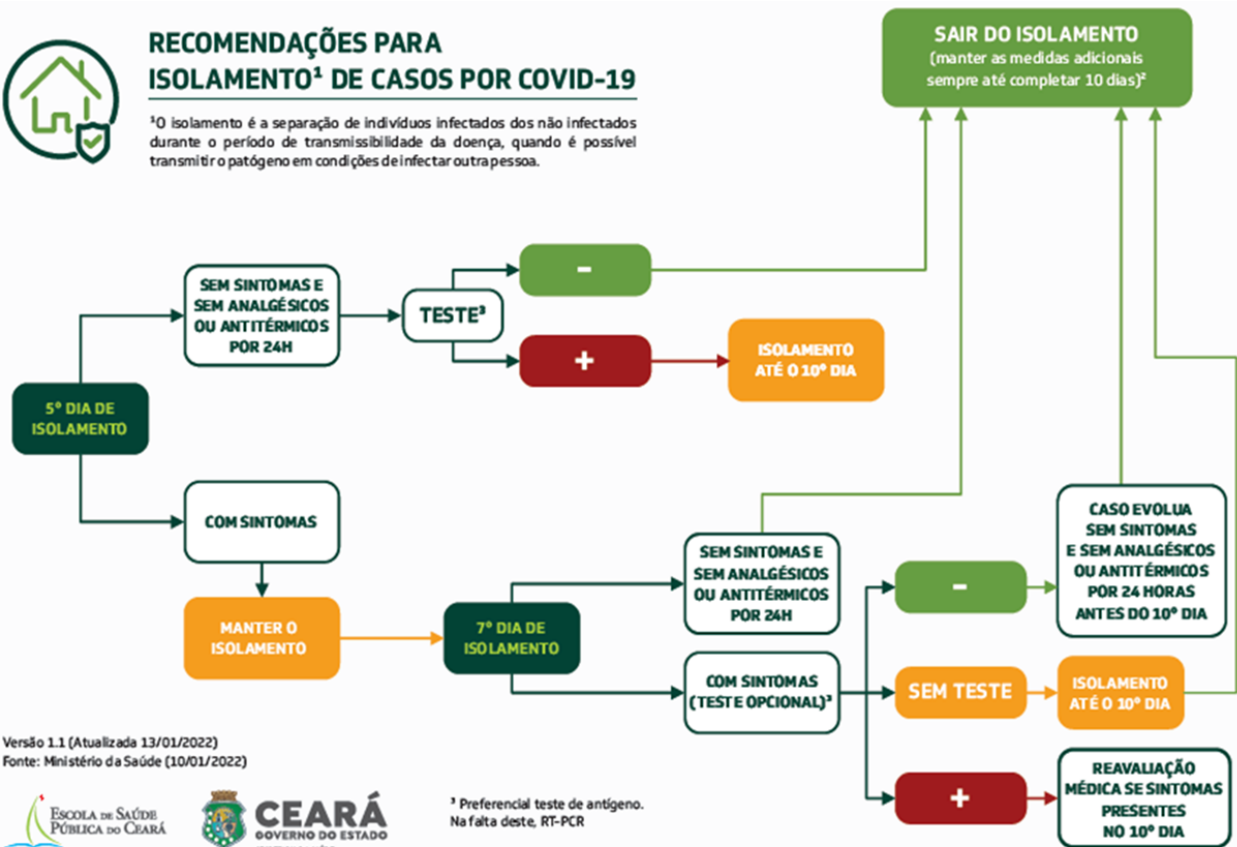 RECOMENDAÇÕES PARA
ISOLAMENTO¹ DE CASOS POR COVID-19
¹O isolamento é a separação de indivíduos infectados dos não infectados
durante o período de transmissibilidade da doença, quando é possível
transmitir o patógeno em condições de infectar outra pessoa.
SAIR DO ISOLAMENTO
(manter as medidas adicionais
sempre até completar 10 dias)²
5º DIA DE
ISOLAMENTO
SEM SINTOMAS E
SEM ANALGÉSICOS
OU ANTITÉRMICOS
POR 24H
TESTE³
-
+
ISOLAMENTO
ATÉ O 10º DIA
COM SINTOMAS
MANTER O
ISOLAMENTO
7º DIA DE
ISOLAMENTO
SEM SINTOMAS E
SEM ANALGÉSICOS
OU ANTITÉRMICOS
POR 24H
COM SINTOMAS
(TESTE OPCIONAL)³
-
CASO EVOLUA
SEM SINTOMAS
E SEM ANALGÉSICOS
OU ANTITÉRMICOS
POR 24 HORAS
ANTES DO 10º DIA
SEM TESTE
ISOLAMENTO
ATÉ O 10º DIA
+
REAVALIAÇÃO
MÉDICA SE SINTOMAS
PRESENTES
NO 10º DIA
Versão 1.1 (Atualizada 13/01/2022)
Fonte: Ministério da Saúde (10/01/2022)
ESCOLA DE SAÚDE
PÚBLICA DO CEARÁ
CEARÁ
GOVERNO DO ESTADO
³ Preferencial teste de antígeno.
Na falta deste, RT-PCR